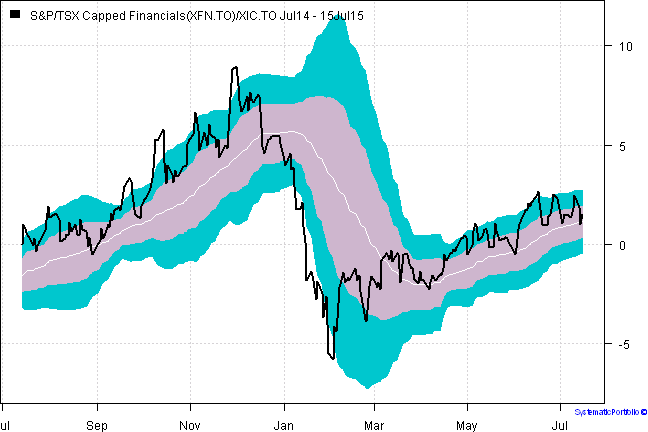 S&P/TSX Capped Financials(XFN.TO)/XIC.TO Jul14 - 15Jul15
10
5
0
-5
ul Sep Nov Jan Mar May Jul
SystematicPortfolio ©